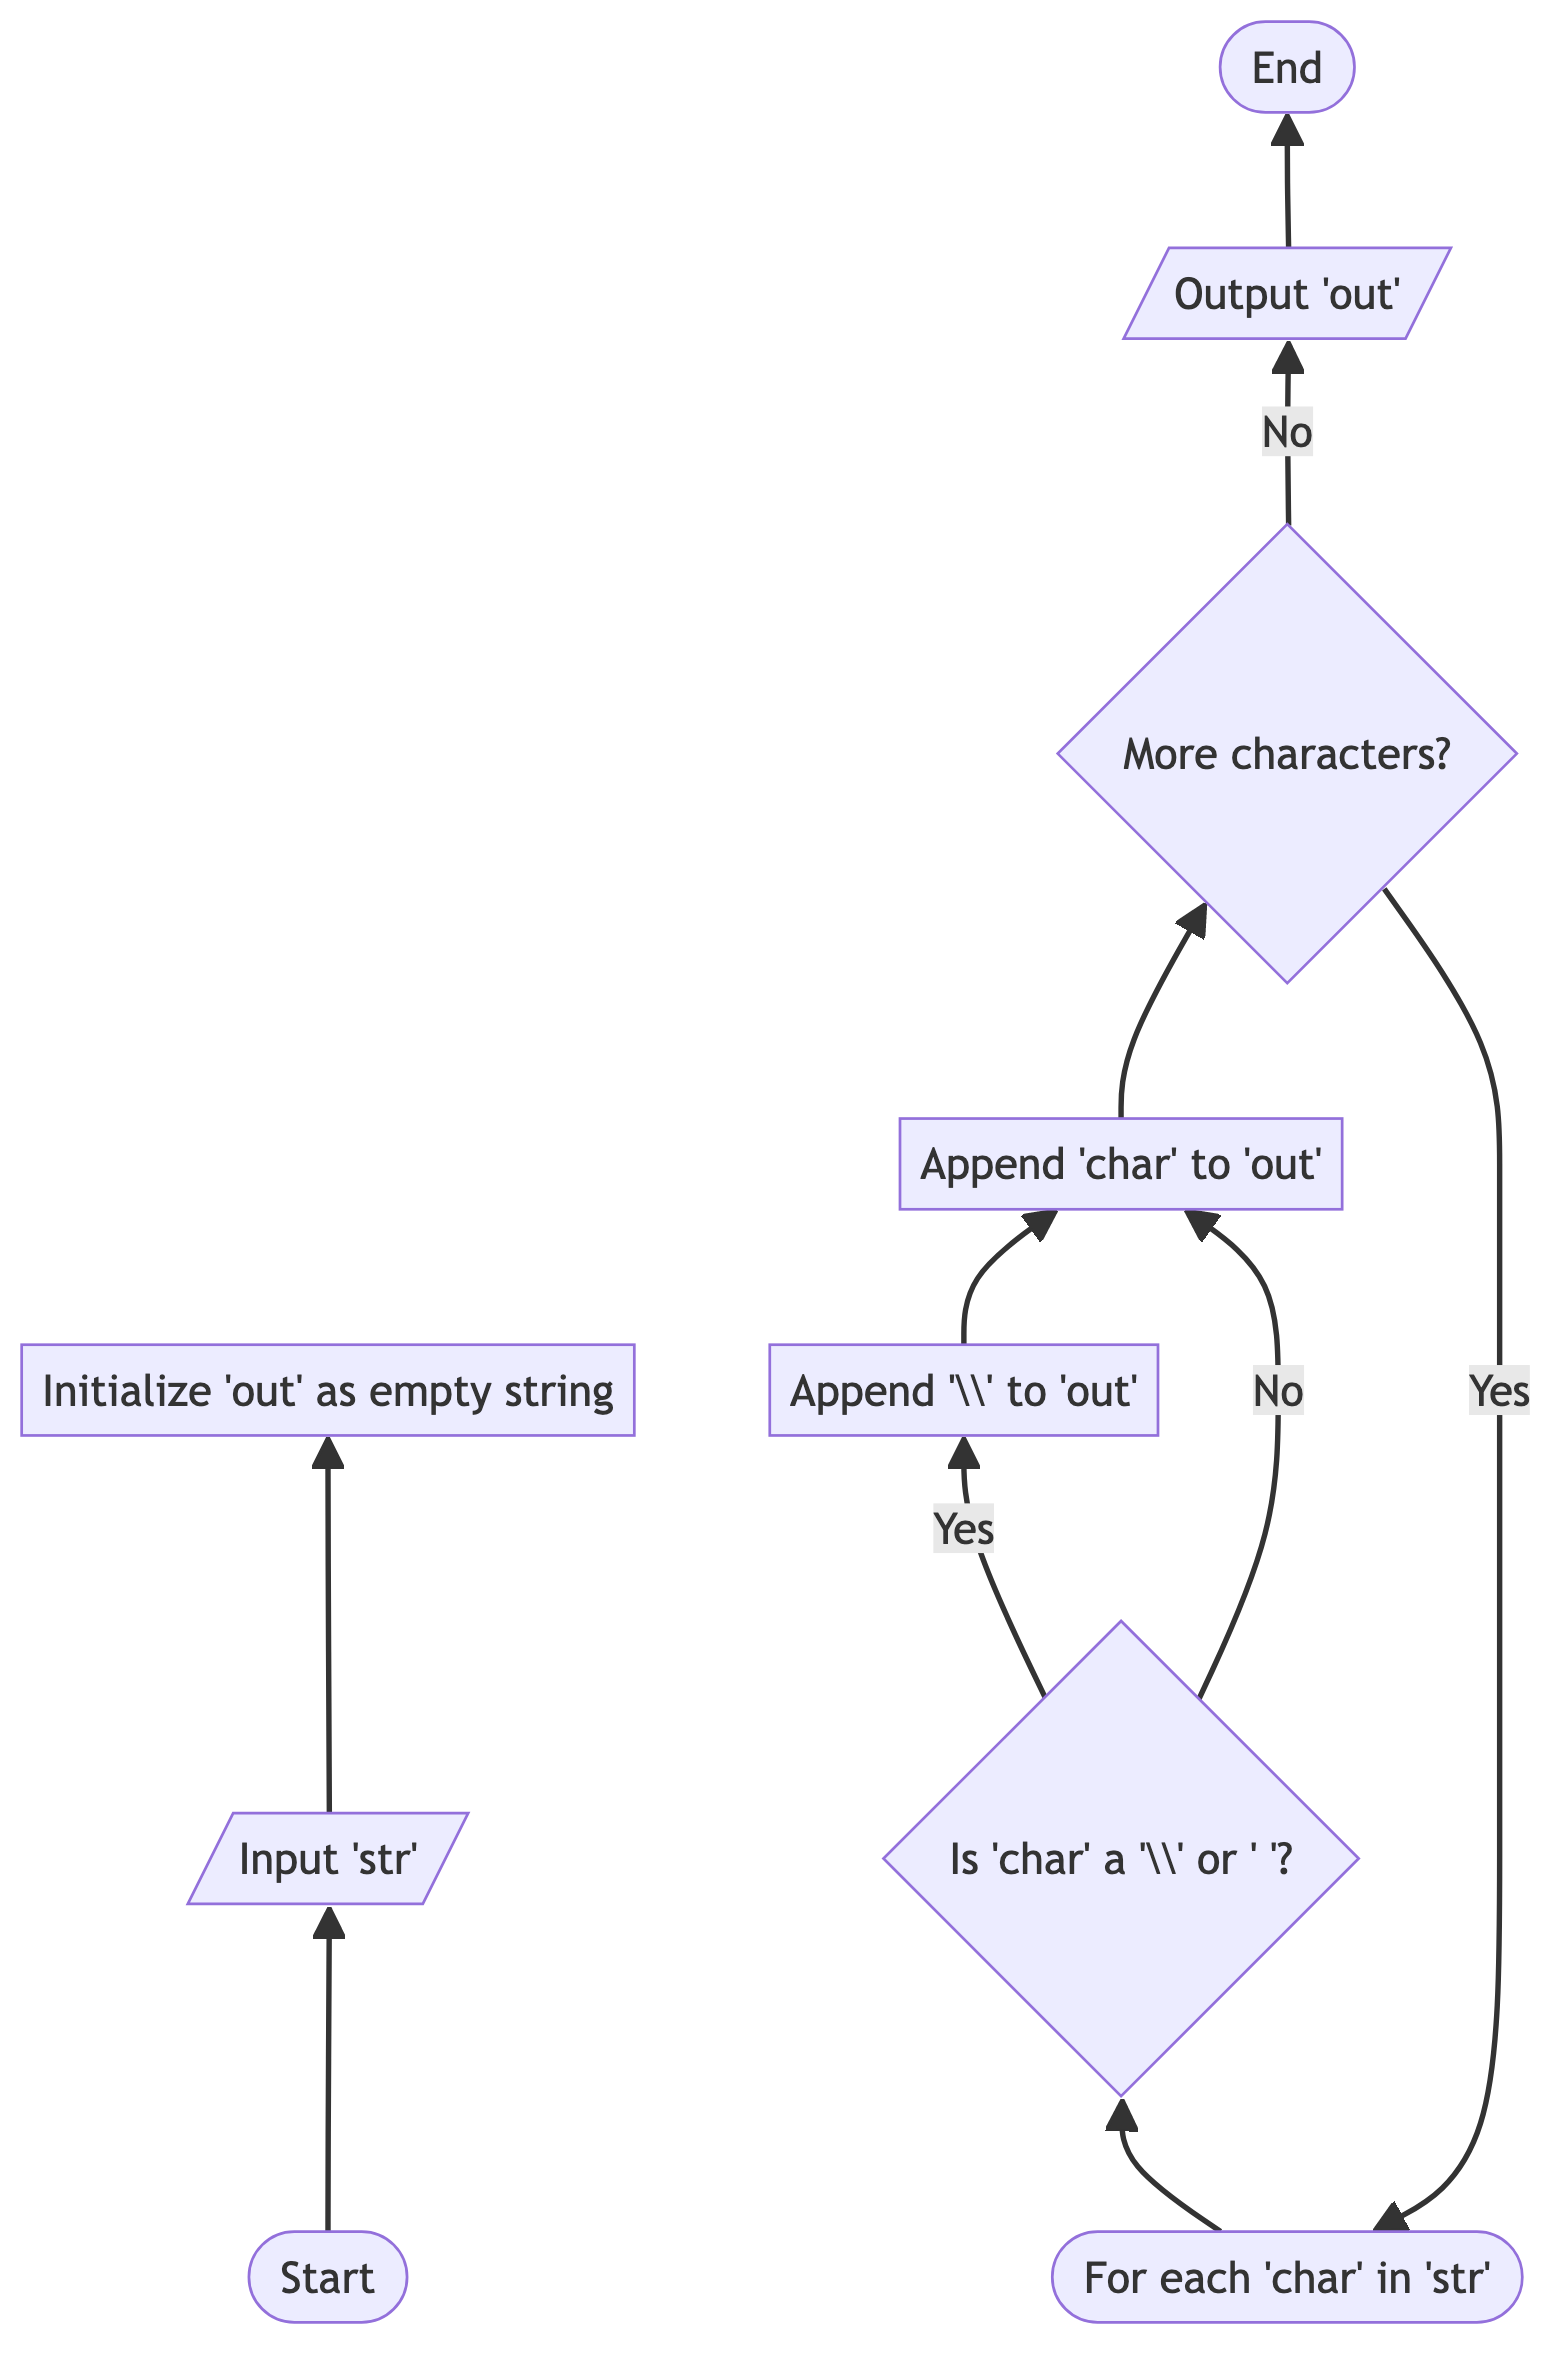 End
Output 'out'
No
More characters?
Append 'char' to 'out'
Initialize 'out' as empty string
Append '\\' to 'out'
No
Yes
Yes
Input 'str'
Is 'char' a '\\' or ' '?
Start
For each 'char' in 'str'